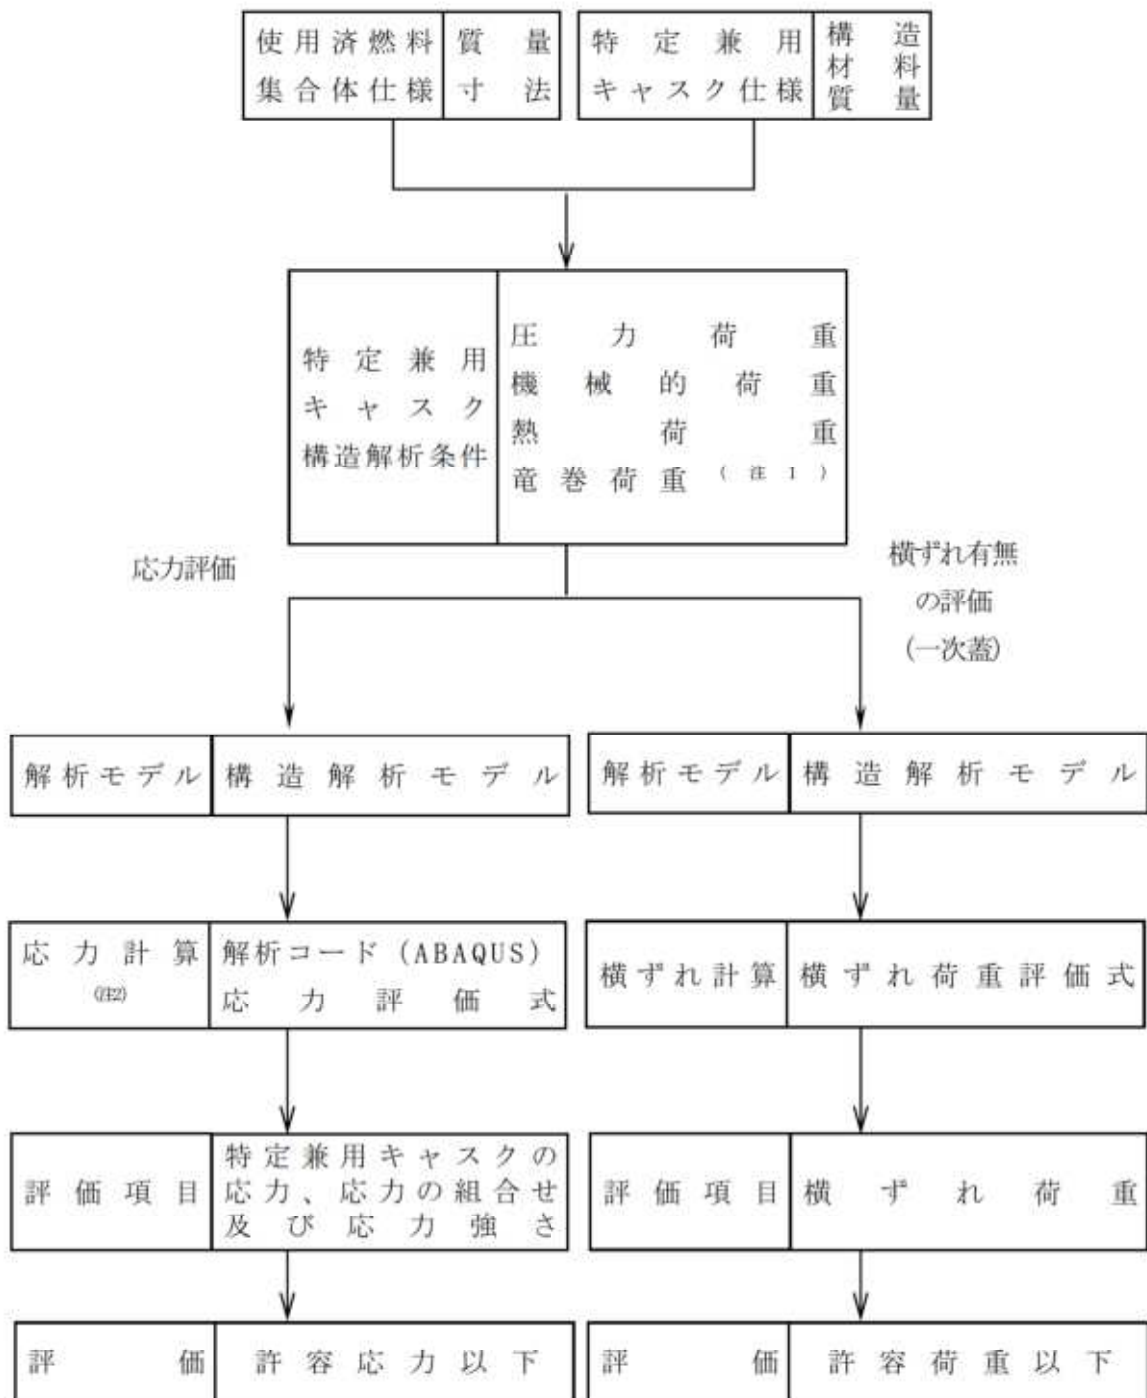 使用済燃料
集合体仕様
質量
寸法
特定兼用
キャスク仕様
構造
材料
質量
特定兼用
キャスク
構造解析条件
圧力荷重
機械的荷重
熱荷重
竜巻荷重(注1)
応力評価
横ずれ有無
の評価
(一次蓋)
解析モデル
構造解析モデル
解析モデル
構造解析モデル
応力計算
(注2)
解析コード(ABAQUS)
応力評価式
横ずれ計算
横ずれ荷重評価式
評価項目
特定兼用キャスクの
応力、応力の組合せ
及び応力強さ
評価項目
横ずれ荷重
評価
許容応力以下
評価
許容荷重以下